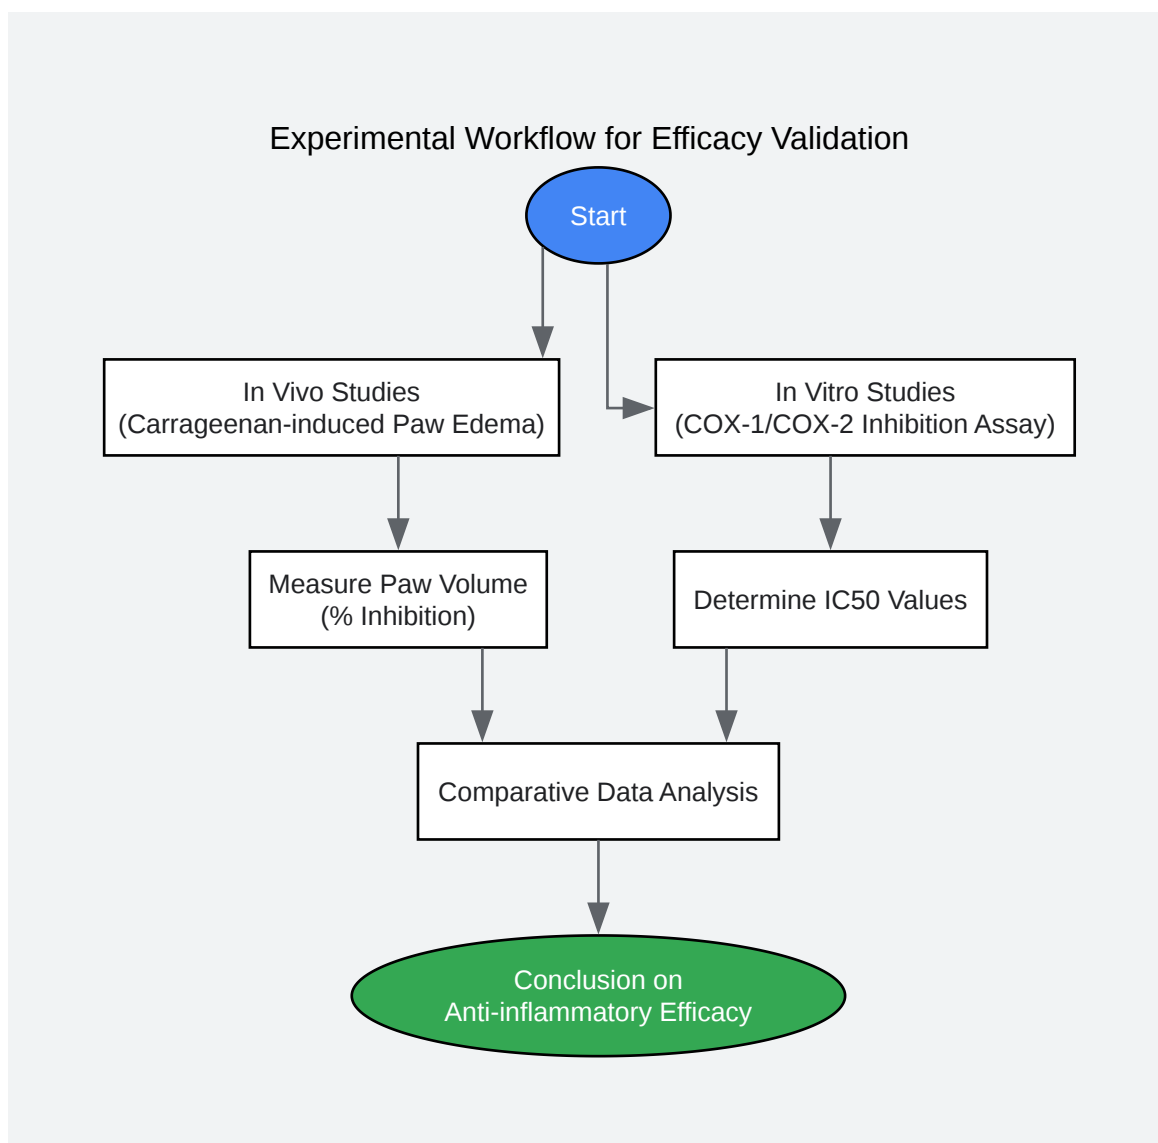 Experimental Workflow for Efficacy Validation
Start
In Vivo Studies
(Carrageenan-induced Paw Edema)
In Vitro Studies
(COX-1/COX-2 Inhibition Assay)
Measure Paw Volume
(% Inhibition)
Determine IC50 Values
Comparative Data Analysis
Conclusion on
Anti-inflammatory Efficacy